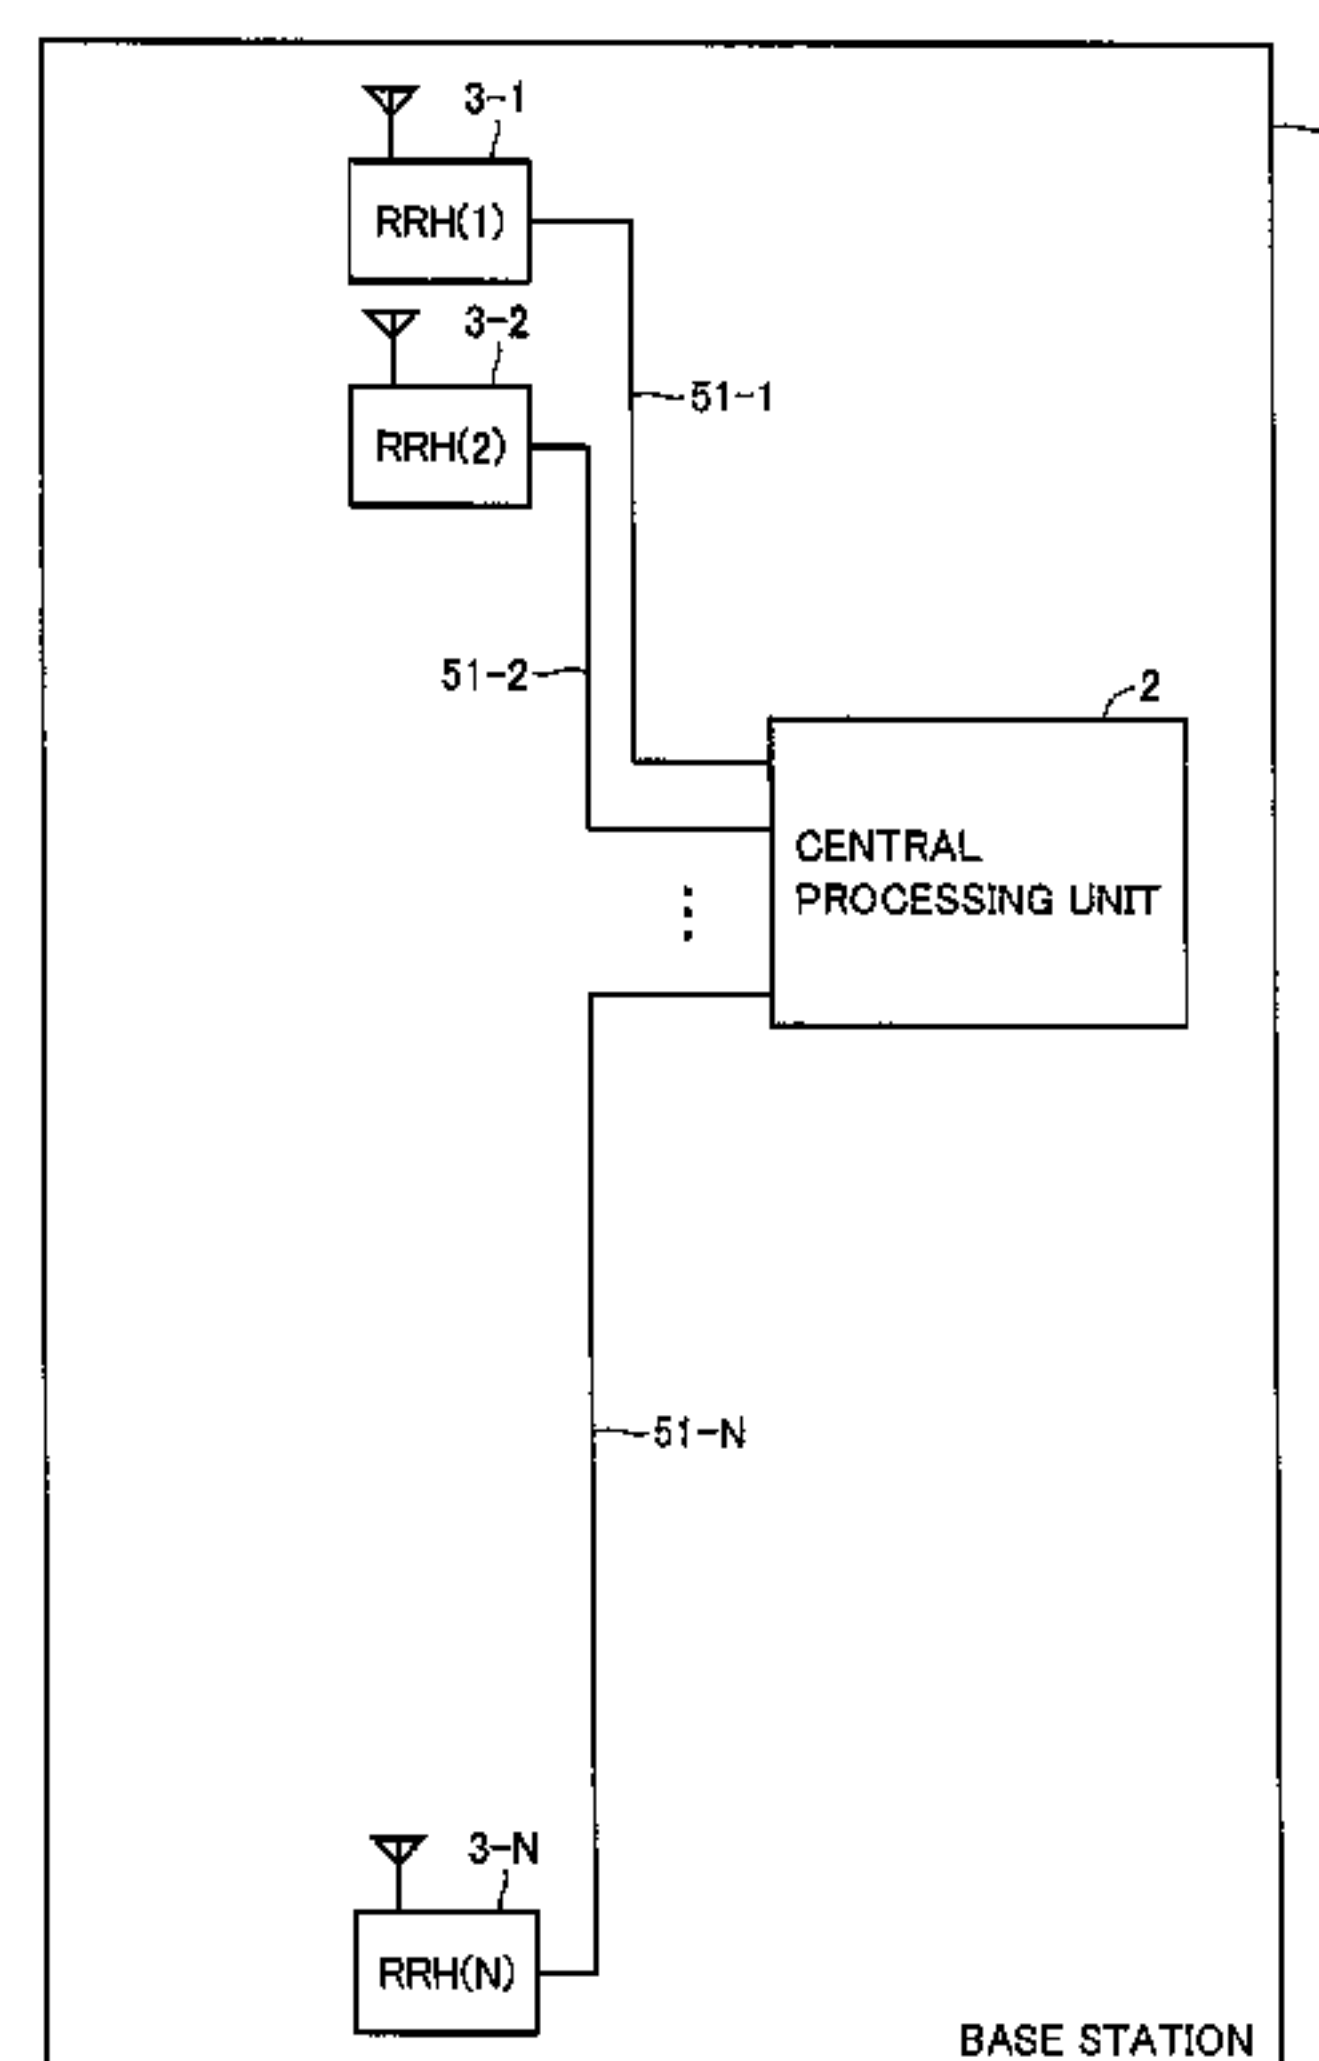 3-1
RRH(1)
3-2
RRH(2)
51-1
51-2
2
CENTRAL
PROCESSING UNIT
51-N
3-N
RRH(N)
BASE STATION